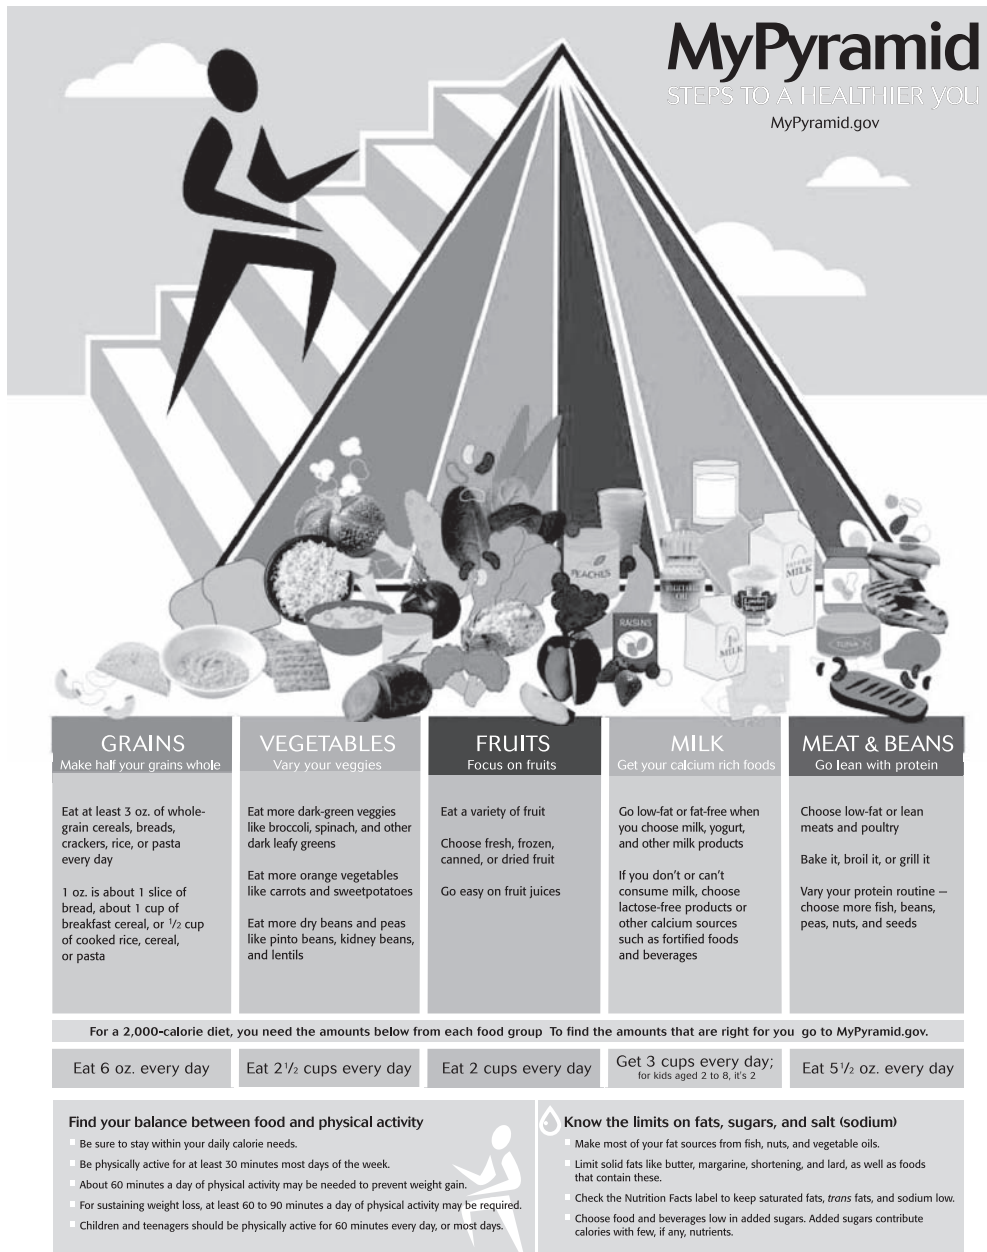 MyPyramid
STEPS TO A HEALTHIER YOU
MyPyramid.gov
PEACHES
VEGETABLE
OIL
RAISINS
MILK
MILK
TUNA
GRAINS
Make half your grains whole
Eat at least 3 oz. of whole-
grain cereals, breads,
crackers, rice, or pasta
every day
1 oz. is about 1 slice of
bread, about 1 cup of
breakfast cereal, or 1/2 cup
of cooked rice, cereal,
or pasta
VEGETABLES
Vary your veggies
Eat more dark-green veggies
like broccoli, spinach, and other
dark leafy greens
Eat more orange vegetables
like carrots and sweetpotatoes
Eat more dry beans and peas
like pinto beans, kidney beans,
and lentils
FRUITS
Focus on fruits
Eat a variety of fruit
Choose fresh, frozen,
canned, or dried fruit
Go easy on fruit juices
MILK
Get your calcium rich foods
Go low-fat or fat-free when
you choose milk, yogurt,
and other milk products
If you don't or can't
consume milk, choose
lactose-free products or
other calcium sources
such as fortified foods
and beverages
MEAT & BEANS
Go lean with protein
Choose low-fat or lean
meats and poultry
Bake it, broil it, or grill it
Vary your protein routine —
choose more fish, beans,
peas, nuts, and seeds
For a 2,000-calorie diet, you need the amounts below from each food group To find the amounts that are right for you go to MyPyramid.gov.
Eat 6 oz. every day
Eat 2 1/2 cups every day
Eat 2 cups every day
Get 3 cups every day;
for kids aged 2 to 8, it's 2
Eat 5 1/2 oz. every day
Find your balance between food and physical activity
Be sure to stay within your daily calorie needs.
Be physically active for at least 30 minutes most days of the week.
About 60 minutes a day of physical activity may be needed to prevent weight gain.
For sustaining weight loss, at least 60 to 90 minutes a day of physical activity may be required.
Children and teenagers should be physically active for 60 minutes every day, or most days.
Know the limits on fats, sugars, and salt (sodium)
Make most of your fat sources from fish, nuts, and vegetable oils.
Limit solid fats like butter, margarine, shortening, and lard, as well as foods
that contain these.
Check the Nutrition Facts label to keep saturated fats, trans fats, and sodium low.
Choose food and beverages low in added sugars. Added sugars contribute
calories with few, if any, nutrients.